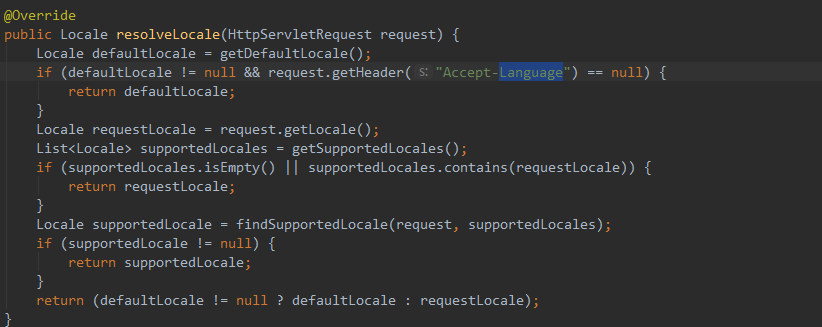 @Override
public Locale resolveLocale(HttpServletRequest request) {
    Locale defaultLocale = getDefaultLocale();
    if (defaultLocale != null && request.getHeader( s: "Accept-Language") == null) {
        return defaultLocale;
    }
    Locale requestLocale = request.getLocale();
    List<Locale> supportedLocales = getSupportedLocales();
    if (supportedLocales.isEmpty() || supportedLocales.contains(requestLocale)) {
        return requestLocale;
    }
    Locale supportedLocale = findSupportedLocale(request, supportedLocales);
    if (supportedLocale != null) {
        return supportedLocale;
    }
    return (defaultLocale != null ? defaultLocale : requestLocale);
}